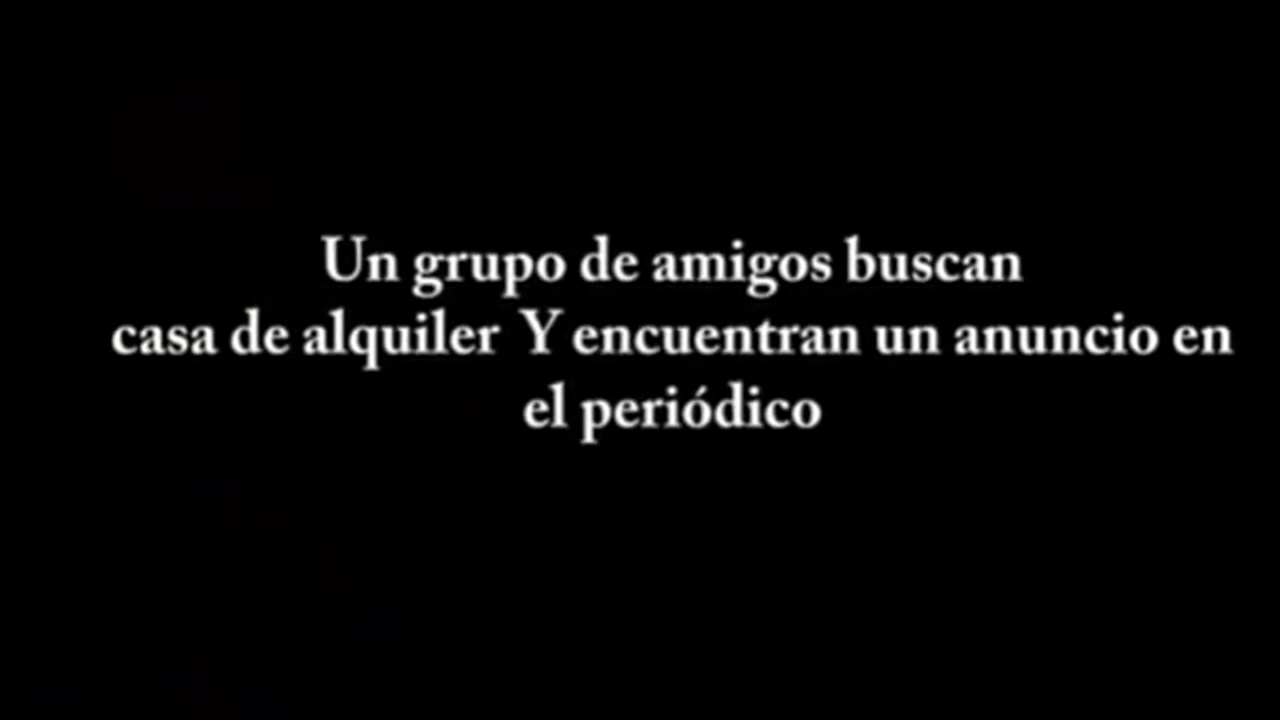 Un grupo de amigos buscan
casa de alquiler Y encuentran un anuncio en
el periódico